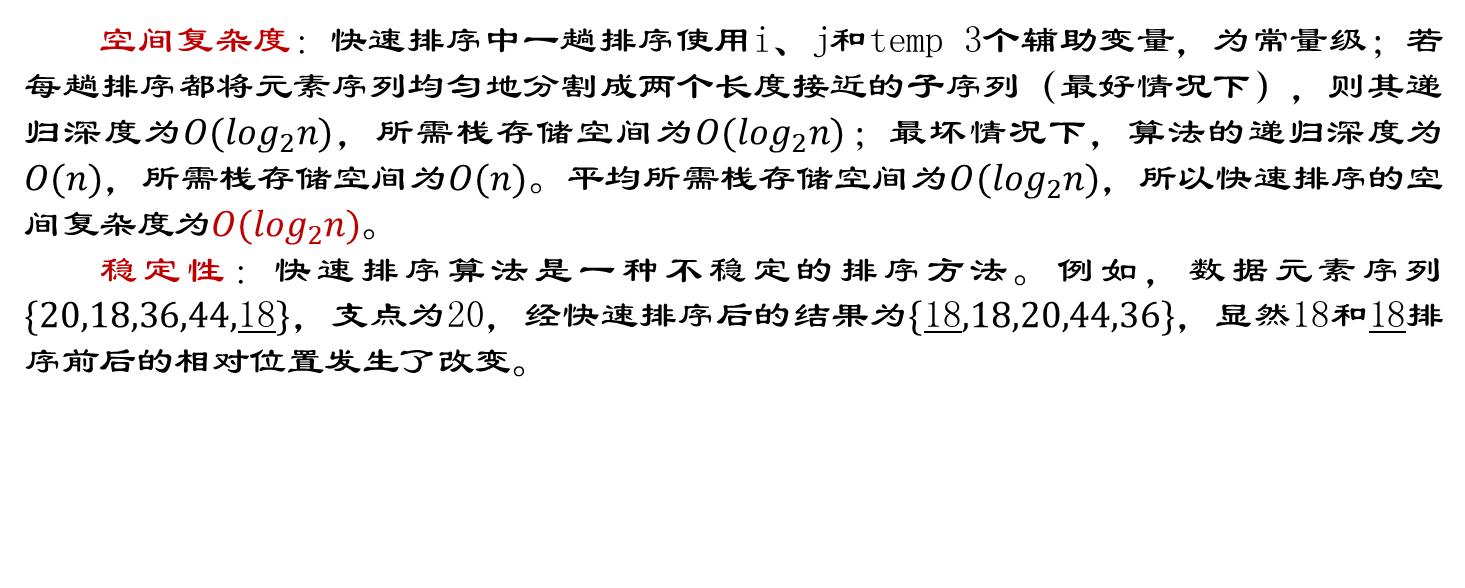 空间复杂度：快速排序中一趟排序使用i、j和temp 3个辅助变量，为常量级；若
每趟排序都将元素序列均匀地分割成两个长度接近的子序列（最好情况下），则其递
归深度为O(log₂n)，所需栈存储空间为O(log₂n)；最坏情况下，算法的递归深度为
O(n)，所需栈存储空间为O(n)。平均所需栈存储空间为O(log₂n)，所以快速排序的空
间复杂度为O(log₂n)。
稳定性：快速排序算法是一种不稳定的排序方法。例如，数据元素序列
{20,18,36,44,18}，支点为20，经快速排序后的结果为{18,18,20,44,36}，显然18和18排
序前后的相对位置发生了改变。